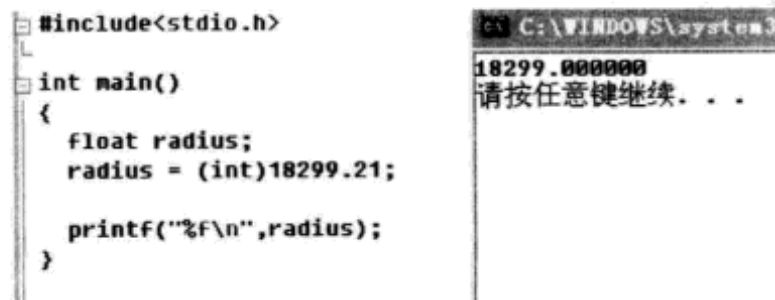 #include<stdio.h>
int main()
{
float radius;
radius = (int)18299.21;
printf("%f\n",radius);
}
C:\WINDOWS\system3
18299.000000
请按任意键继续. . .